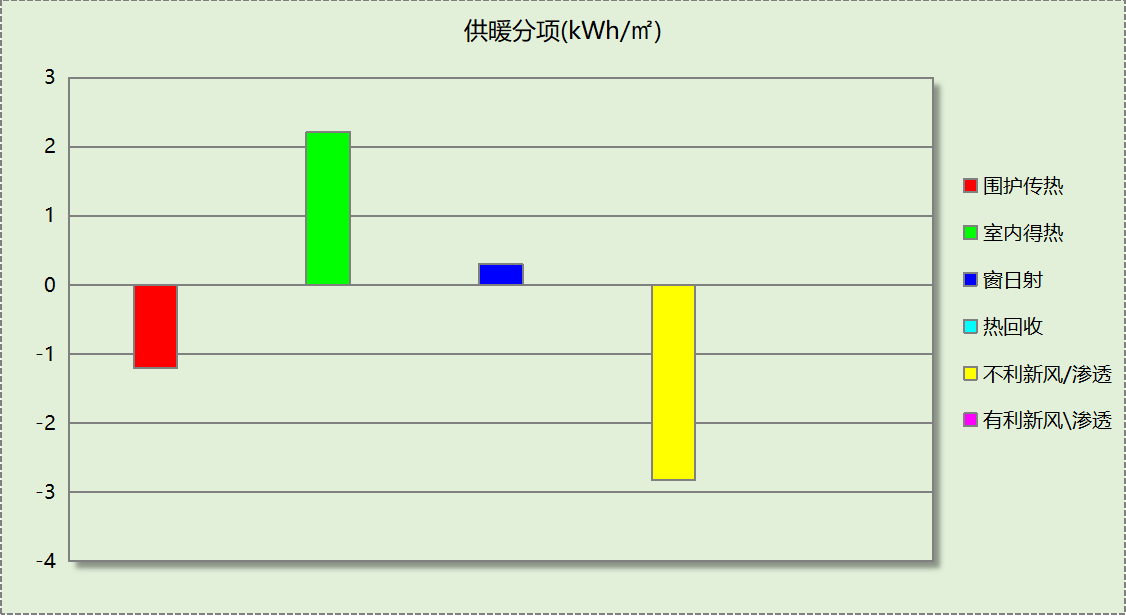 供暖分项(kWh/㎡)
3
2
1
0
-1
-2
-3
-4
围护传热
室内得热
窗日射
热回收
不利新风/渗透
有利新风\渗透